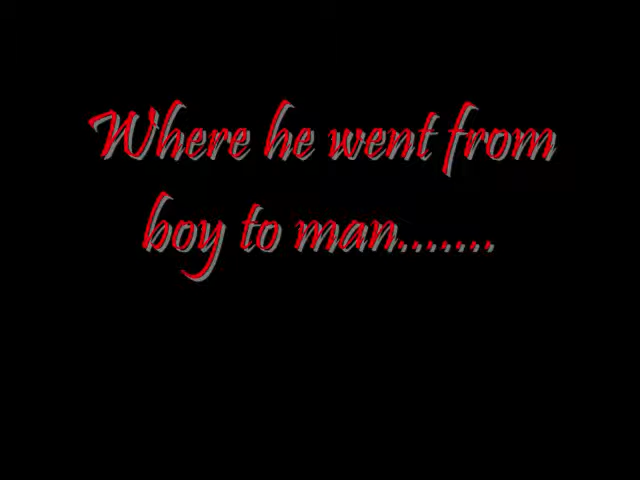 Where he went from
boy to man.......